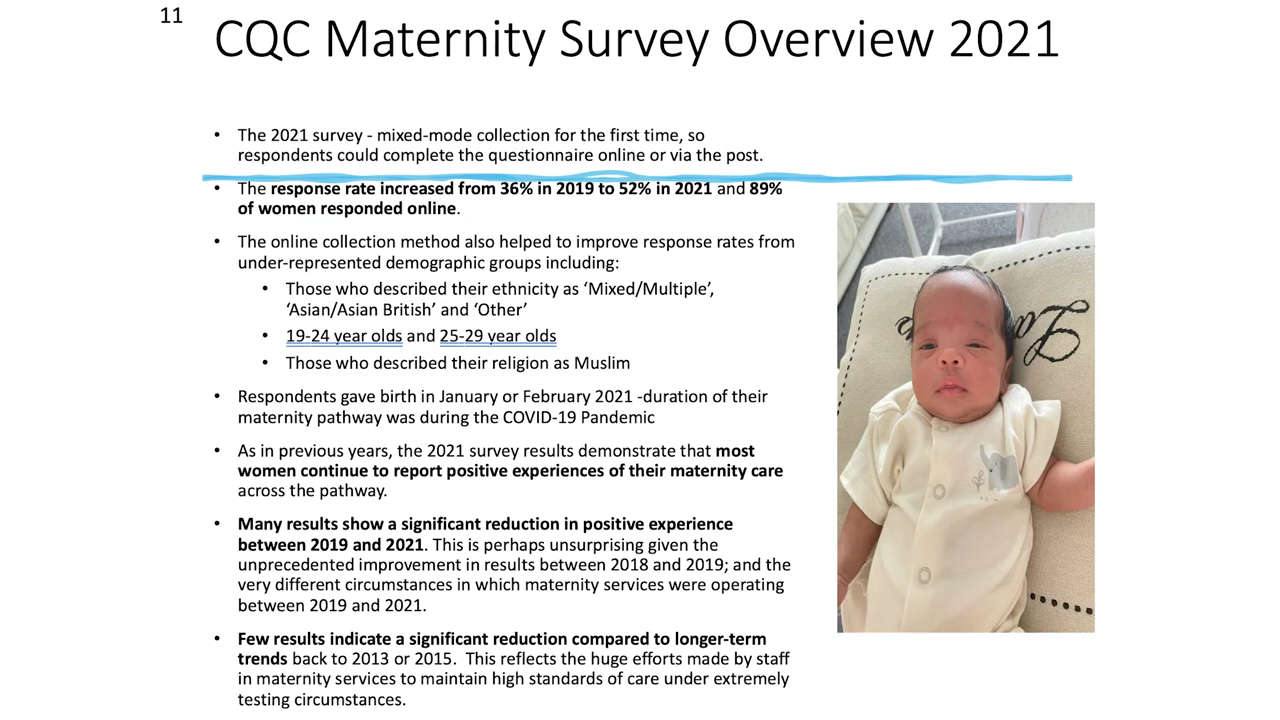 11
CQC Maternity Survey Overview 2021
• The 2021 survey - mixed-mode collection for the first time, so
respondents could complete the questionnaire online or via the post.
• The response rate increased from 36% in 2019 to 52% in 2021 and 89%
of women responded online.
• The online collection method also helped to improve response rates from
under-represented demographic groups including:
• Those who described their ethnicity as ‘Mixed/Multiple’,
‘Asian/Asian British’ and ‘Other’
• 19-24 year olds and 25-29 year olds
• Those who described their religion as Muslim
• Respondents gave birth in January or February 2021 -duration of their
maternity pathway was during the COVID-19 Pandemic
• As in previous years, the 2021 survey results demonstrate that most
women continue to report positive experiences of their maternity care
across the pathway.
• Many results show a significant reduction in positive experience
between 2019 and 2021. This is perhaps unsurprising given the
unprecedented improvement in results between 2018 and 2019; and the
very different circumstances in which maternity services were operating
between 2019 and 2021.
• Few results indicate a significant reduction compared to longer-term
trends back to 2013 or 2015.  This reflects the huge efforts made by staff
in maternity services to maintain high standards of care under extremely
testing circumstances.